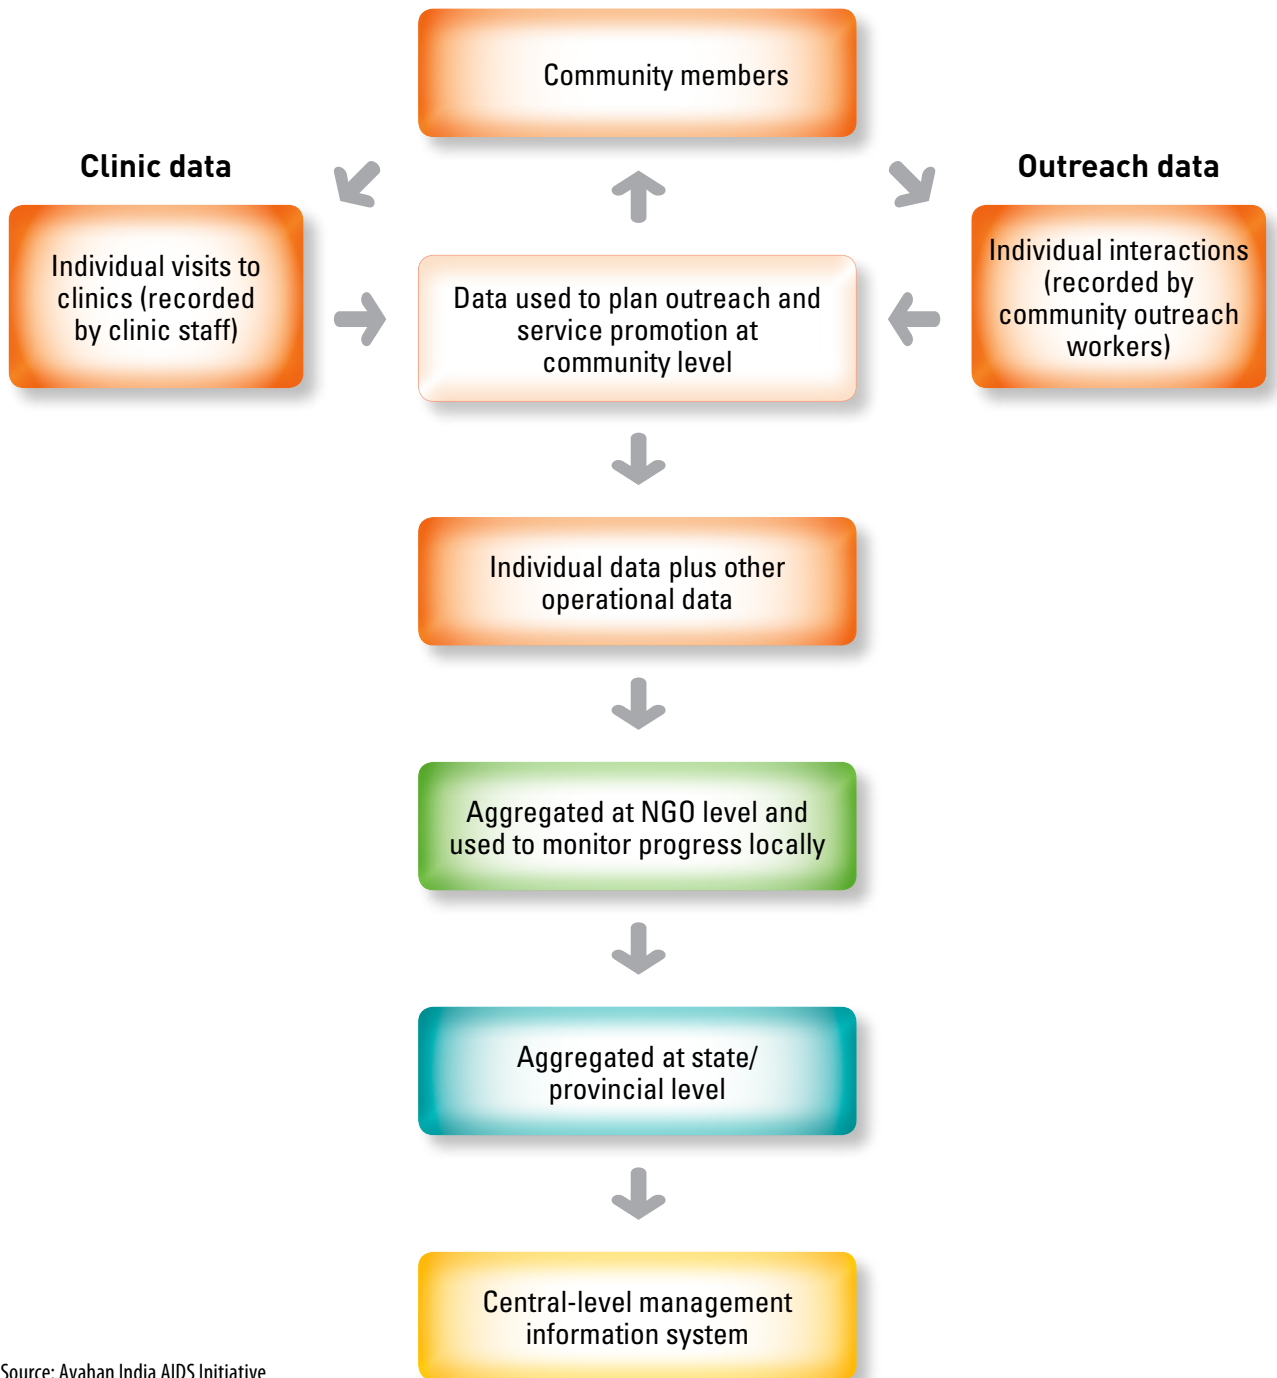 Community members
Clinic data
Outreach data
Individual visits to
clinics (recorded
by clinic staff)
Data used to plan outreach and
service promotion at
community level
Individual interactions
(recorded by
community outreach
workers)
Individual data plus other
operational data
Aggregated at NGO level and
used to monitor progress locally
Aggregated at state/
provincial level
Central-level management
information system
Source: Avahan India AIDS Initiative